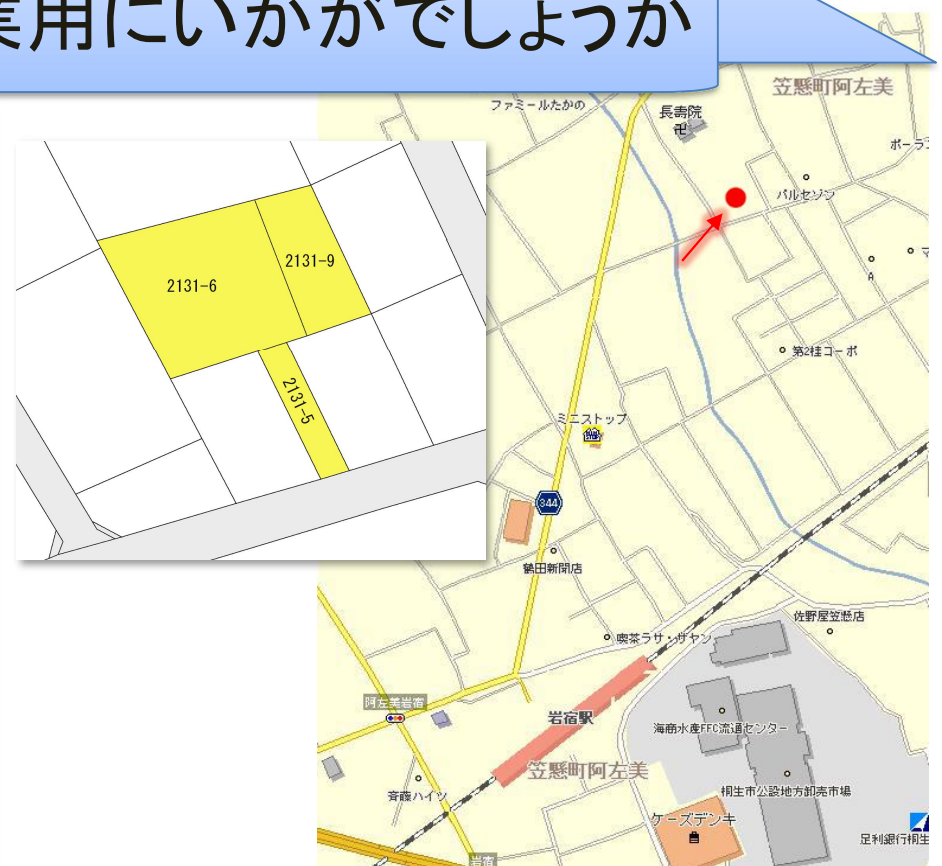 業用にいかがでしょうか
笠懸町阿左美
ファミールたかの
長壽院
卍
パルセゾン
2131-9
2131-6
A
第2桂コーポ
2131-5
ミニストップ
344
鶴田新聞店
佐野屋笠懸店
喫茶ラサ・サヤン
阿左美岩宿
岩宿駅
海商水産FFC流通センター
笠懸町阿左美
桐生市公設地方卸売市場
斉藤ハイツ
ケーズデンキ
足利銀行桐生
岩宿